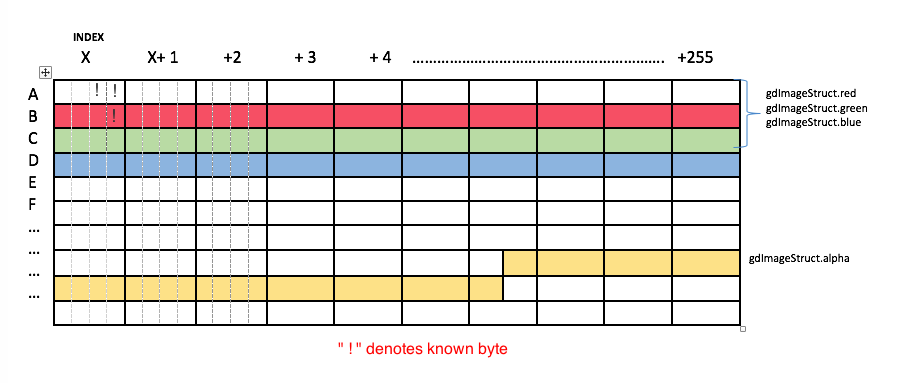 INDEX
X X+ 1 +2 + 3 + 4 ............................................................ +255
A ! !
gdImageStruct.red
B !
gdImageStruct.green
gdImageStruct.blue
C
D
E
F
...
...
gdImageStruct.alpha
...
" ! " denotes known byte